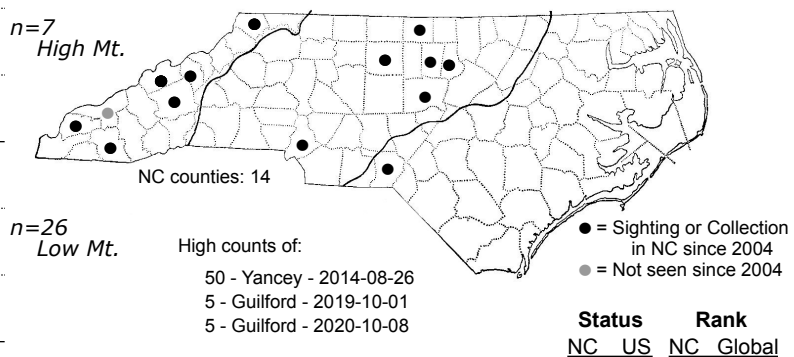 n=7
High Mt.
NC counties: 14
n=26
Low Mt.
High counts of:
50 - Yancey - 2014-08-26
5 - Guilford - 2019-10-01
5 - Guilford - 2020-10-08
● = Sighting or Collection
in NC since 2004
● = Not seen since 2004
Status Rank
NC US NC Global